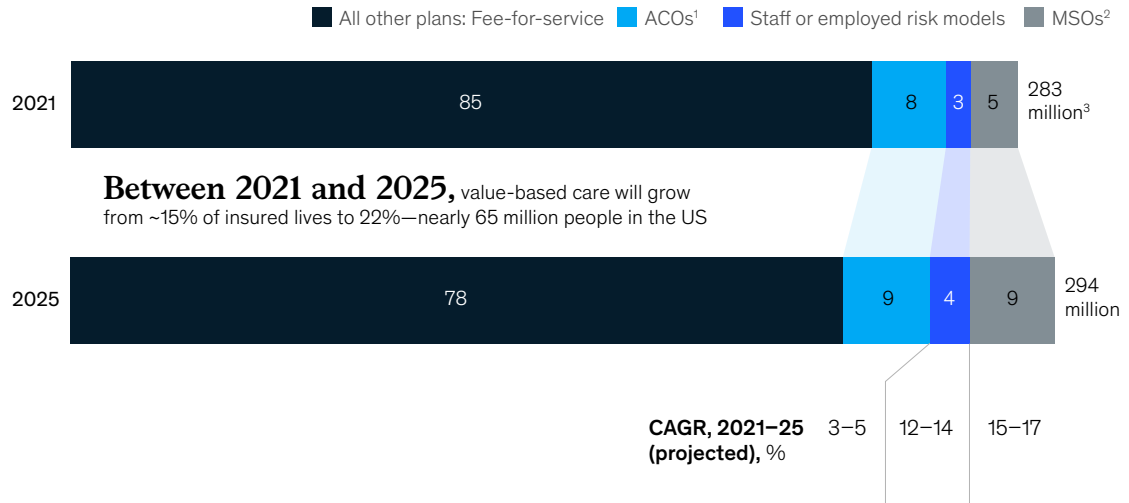 All other plans: Fee-for-service ACOs¹ Staff or employed risk models MSOs²
2021 85 8 3 5 283 million³
Between 2021 and 2025, value-based care will grow
from ~15% of insured lives to 22%—nearly 65 million people in the US
2025 78 9 4 9 294 million
CAGR, 2021–25 3–5 12–14 15–17
(projected), %